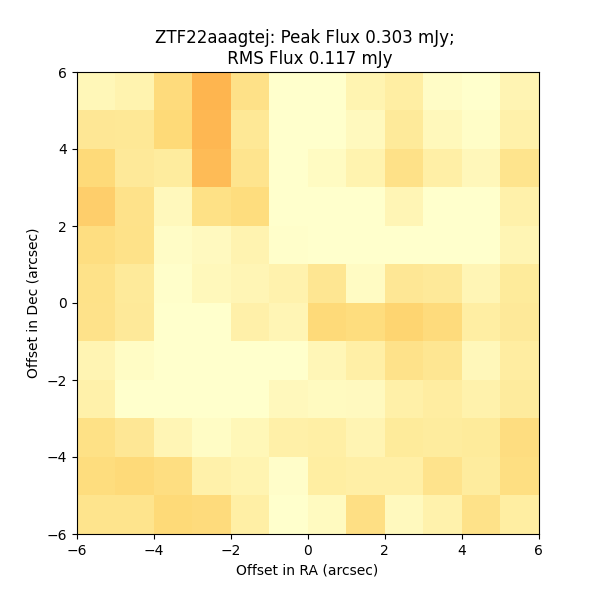 ZTF22aaagtej: Peak Flux 0.303 mJy;
RMS Flux 0.117 mJy
6
4
2
0
−2
−4
−6
Offset in Dec (arcsec)
−6 −4 −2 0 2 4 6
Offset in RA (arcsec)